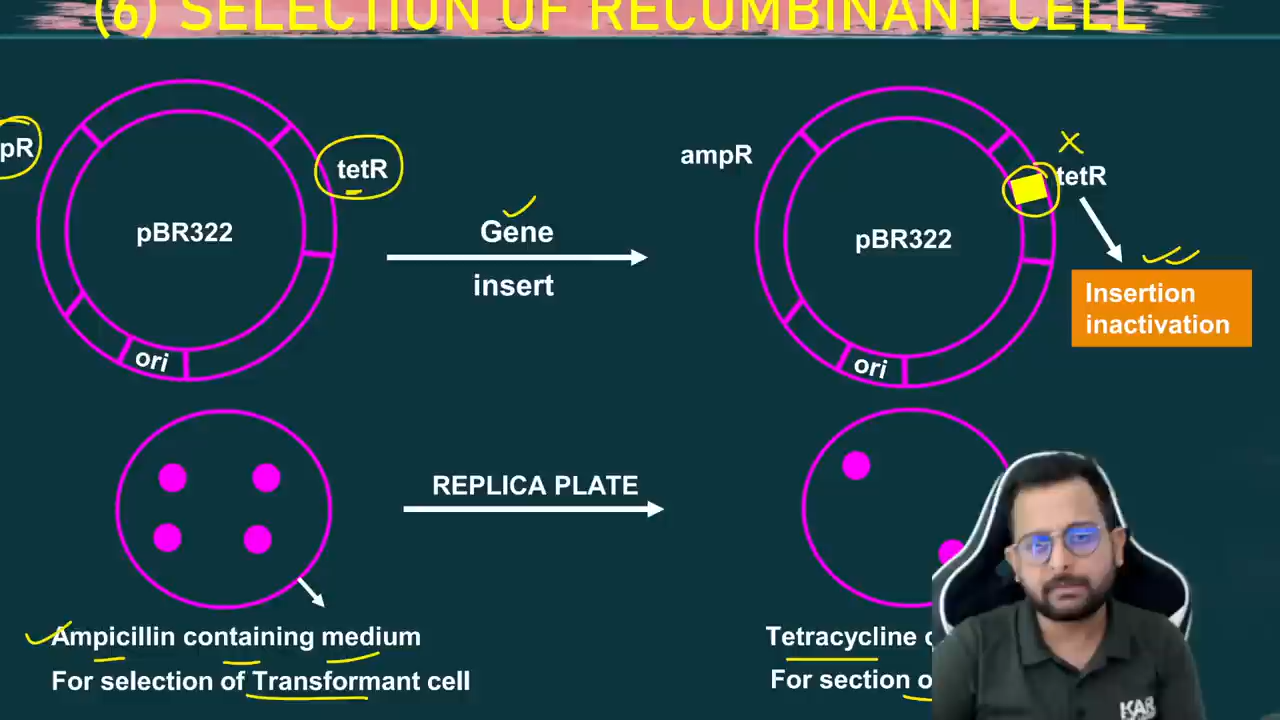 (6) SELECTION OF RECOMBINANT CELL
pR
tetR
pBR322
ori
Gene
insert
ampR
tetR
pBR322
ori
Insertion
inactivation
REPLICA PLATE
Ampicillin containing medium
For selection of Transformant cell
Tetracycline
For section
KAR